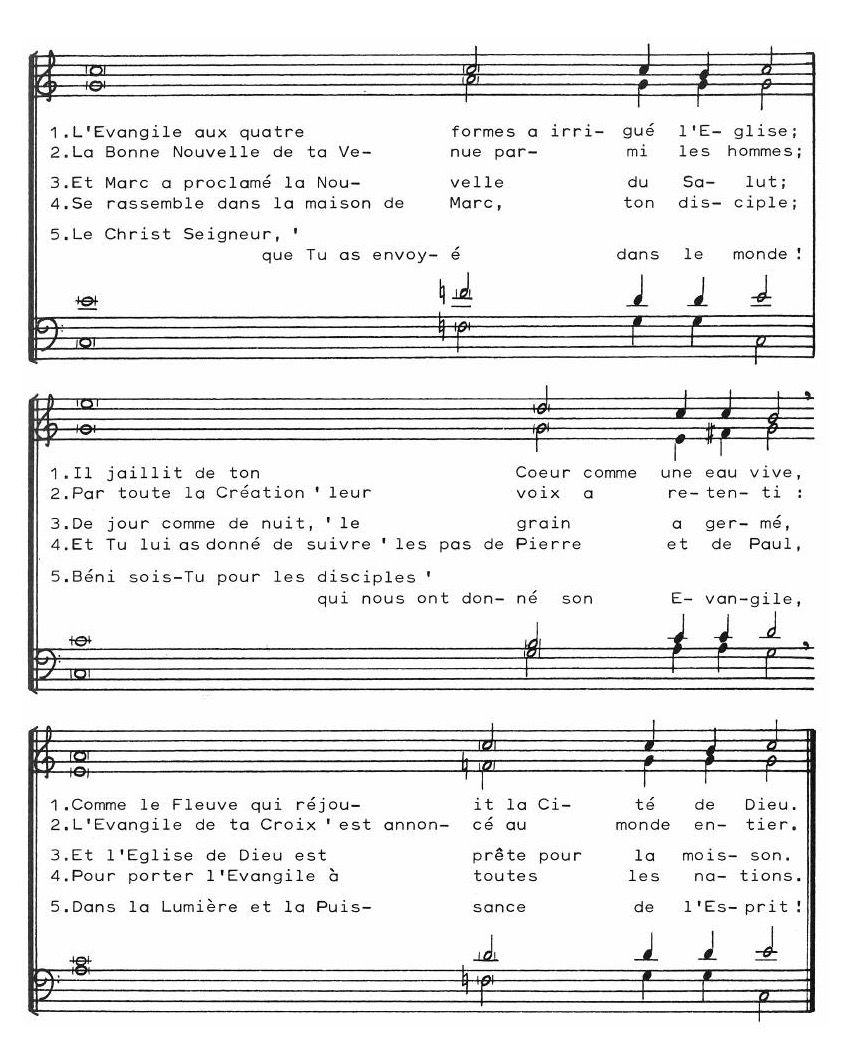 1.L'Evangile aux quatre formes a irri- gué l'E- glise;
2.La Bonne Nouvelle de ta Ve- nue par- mi les hommes;
3.Et Marc a proclamé la Nou- velle du Sa- lut;
4.Se rassemble dans la maison de Marc, ton dis- ciple;
5.Le Christ Seigneur, '
que Tu as envoy- é dans le monde !
1.Il jaillit de ton Coeur comme une eau vive,
2.Par toute la Création ' leur voix a re- ten- ti :
3.De jour comme de nuit, ' le grain a ger- mé,
4.Et Tu lui as donné de suivre ' les pas de Pierre et de Paul,
5.Béni sois-Tu pour les disciples '
qui nous ont don- né son E- van-gile,
1.Comme le Fleuve qui réjou- it la Ci- té de Dieu.
2.L'Evangile de ta Croix ' est annon- cé au monde en- tier.
3.Et l'Eglise de Dieu est prête pour la mois- son.
4.Pour porter l'Evangile à toutes les na- tions.
5.Dans la Lumière et la Puis- sance de l'Es- prit !